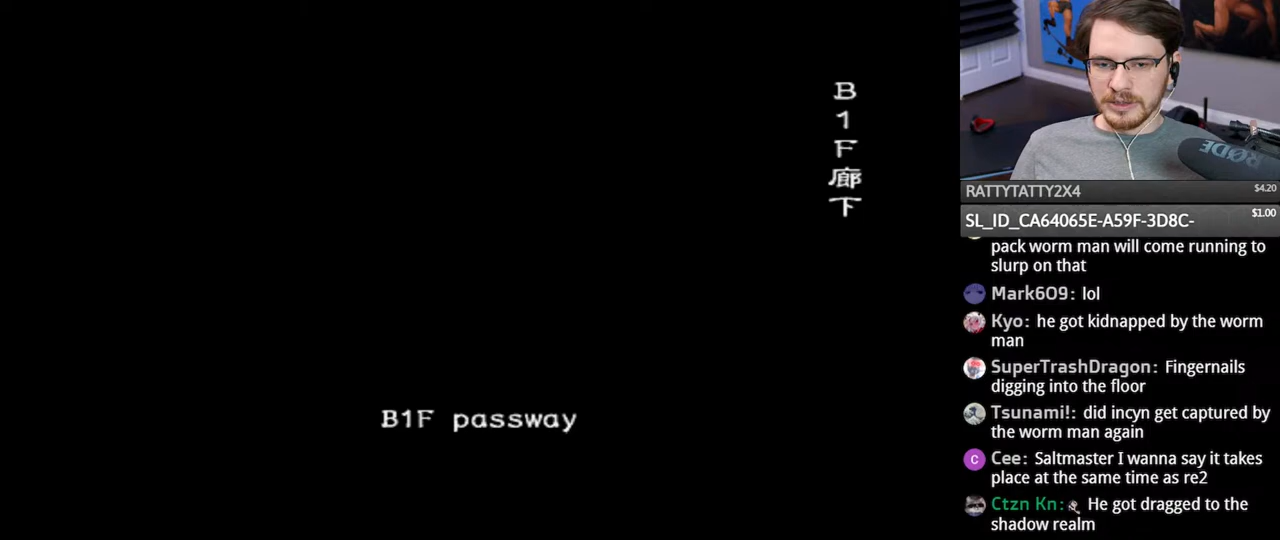 B1F廊下
B1F passway
RØDE
RATTYTATTY2X4 $4.20
SL_ID_CA64065E-A59F-3D8C- $1.00
pack worm man will come running to
slurp on that
Mark609: lol
Kyo: he got kidnapped by the worm
man
SuperTrashDragon: Fingernails
digging into the floor
Tsunami!: did incyn get captured by
the worm man again
C Cee: Saltmaster I wanna say it takes
place at the same time as re2
Ctzn Kn: He got dragged to the
shadow realm